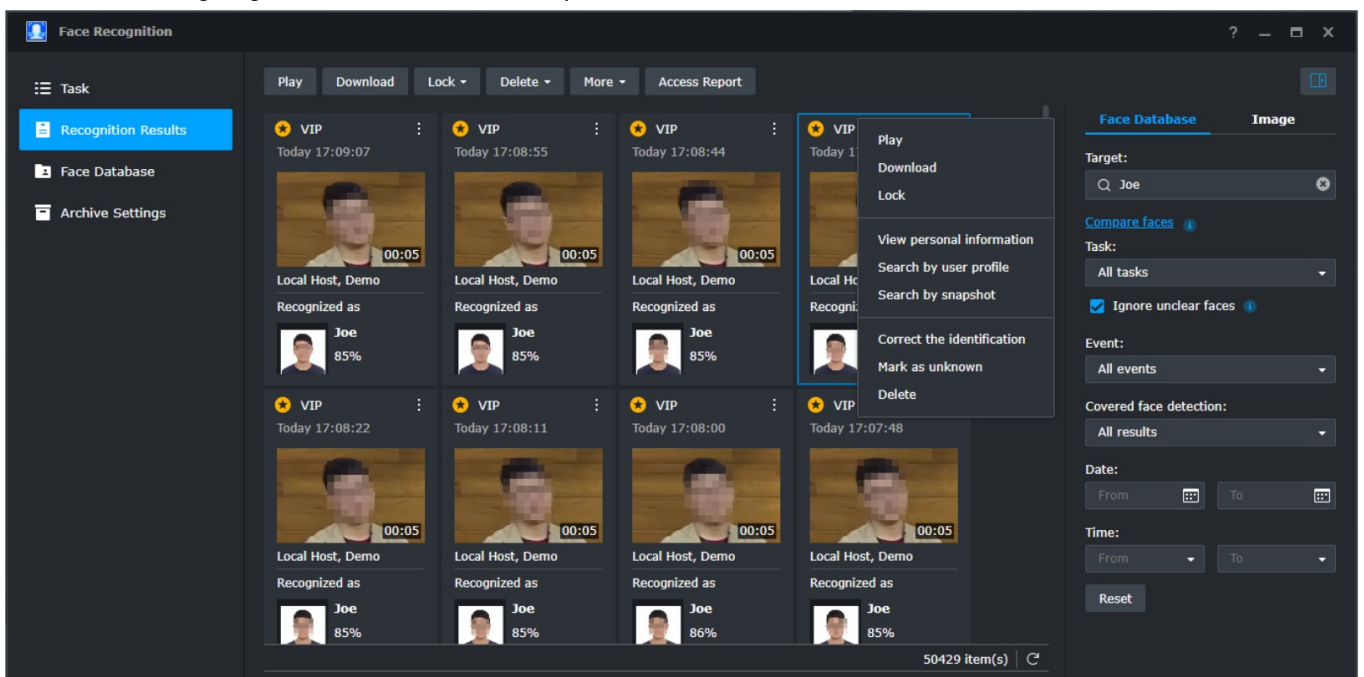 Face Recognition
?
Task
Recognition Results
Face Database
Archive Settings
Play Download Lock Delete More Access Report
VIP
Today 17:09:07
00:05
Local Host, Demo
Recognized as
Joe
85%
VIP
Today 17:08:55
00:05
Local Host, Demo
Recognized as
Joe
85%
VIP
Today 17:08:44
00:05
Local Host, Demo
Recognized as
Joe
85%
VIP
Today 1
Local Ho
Recogni
Play
Download
Lock
View personal information
Search by user profile
Search by snapshot
Correct the identification
Mark as unknown
Delete
VIP
Today 17:08:22
00:05
Local Host, Demo
Recognized as
Joe
85%
VIP
Today 17:08:11
00:05
Local Host, Demo
Recognized as
Joe
85%
VIP
Today 17:08:00
00:05
Local Host, Demo
Recognized as
Joe
86%
VIP
Today 17:07:48
00:05
Local Host, Demo
Recognized as
Joe
85%
50429 item(s)
Face Database Image
Target:
Joe
Compare faces
Task:
All tasks
Ignore unclear faces
Event:
All events
Covered face detection:
All results
Date:
From To
Time:
From To
Reset